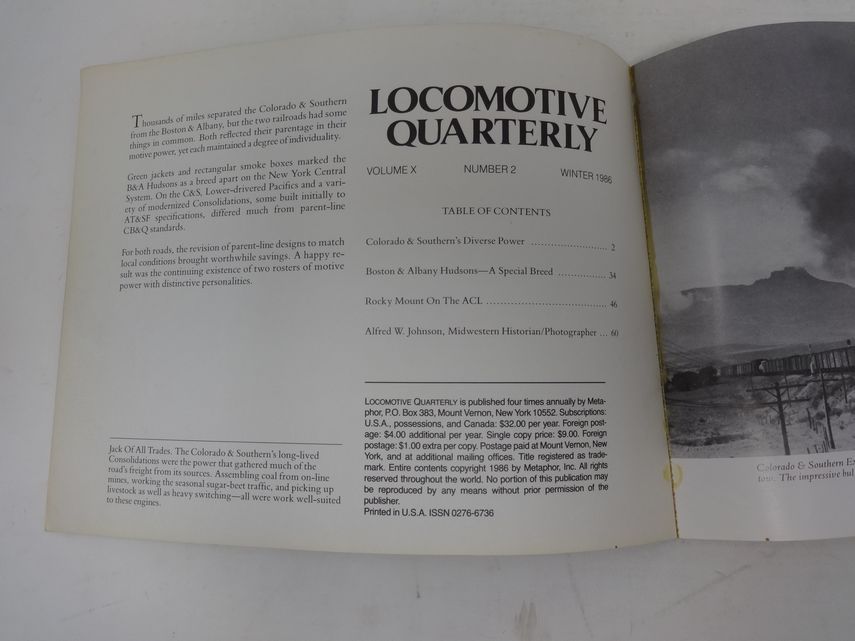 Thousands of miles separated the Colorado & Southern
from the Boston & Albany, but the two railroads had some
things in common. Both reflected their parentage in their
motive power, yet each maintained a degree of individuality.
Green jackets and rectangular smoke boxes marked the
B&A Hudsons as a breed apart on the New York Central
System. On the C&S, Lower-drivered Pacifics and a vari-
ety of modernized Consolidations, some built initially to
AT&SF specifications, differed much from parent-line
CB&Q standards.
For both roads, the revision of parent-line designs to match
local conditions brought worthwhile savings. A happy re-
sult was the continuing existence of two rosters of motive
power with distinctive personalities.
Jack Of All Trades. The Colorado & Southern's long-lived
Consolidations were the power that gathered much of the
road's freight from its sources. Assembling coal from on-line
mines, working the seasonal sugar-beet traffic, and picking up
livestock as well as heavy switching—all were work well-suited
to these engines.
LOCOMOTIVE
QUARTERLY
VOLUME X NUMBER 2 WINTER 1986
TABLE OF CONTENTS
Colorado & Southern's Diverse Power ........................ 2
Boston & Albany Hudsons—A Special Breed ............... 34
Rocky Mount On The ACL ..................................... 46
Alfred W. Johnson, Midwestern Historian/Photographer ... 60
LOCOMOTIVE QUARTERLY is published four times annually by Meta-
phor, P.O. Box 383, Mount Vernon, New York 10552. Subscriptions:
U.S.A., possessions, and Canada: $32.00 per year. Foreign post-
age: $4.00 additional per year. Single copy price: $9.00. Foreign
postage: $1.00 extra per copy. Postage paid at Mount Vernon, New
York, and at additional mailing offices. Title registered as trade-
mark. Entire contents copyright 1986 by Metaphor, Inc. All rights
reserved throughout the world. No portion of this publication may
be reproduced by any means without prior permission of the
publisher.
Printed in U.S.A. ISSN 0276-6736
Colorado & Southern
The impressive